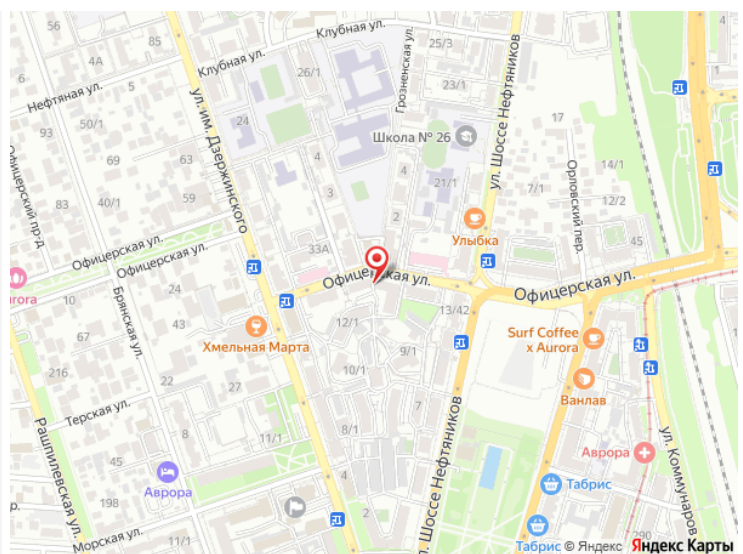 Клубная ул.
25/3
85
4А
Клубная ул.
26/1
Грозненская ул.
23/1
Нефтяная ул.
5
93
50/1
ул. им. Дзержинского
24
ул. Шоссе Нефтяников
17
Школа № 26
63
69
4
4
14/1
Офицерский пр-д
59
3
21/1
7/1
Орловский пер.
12/2
83
40/1
2
Улыбка
45
Офицерская ул.
33А
Офицерская ул.
Офицерская ул.
Офицерская ул.
10
24
Брянская ул.
43
12/1
13/42
Хмельная Марта
9/1
Surf Coffee
x Aurora
216
22
10/1
Ванлав
27
Терская ул.
8
11/1
8/1
7
Рашпилевская ул.
45
4
ул. Шоссе Нефтяников
Аврора
ул. Коммунаров
Аврора
198
Табрис
Морская ул.
Табрис
290
© Яндекс Яндекс Карты